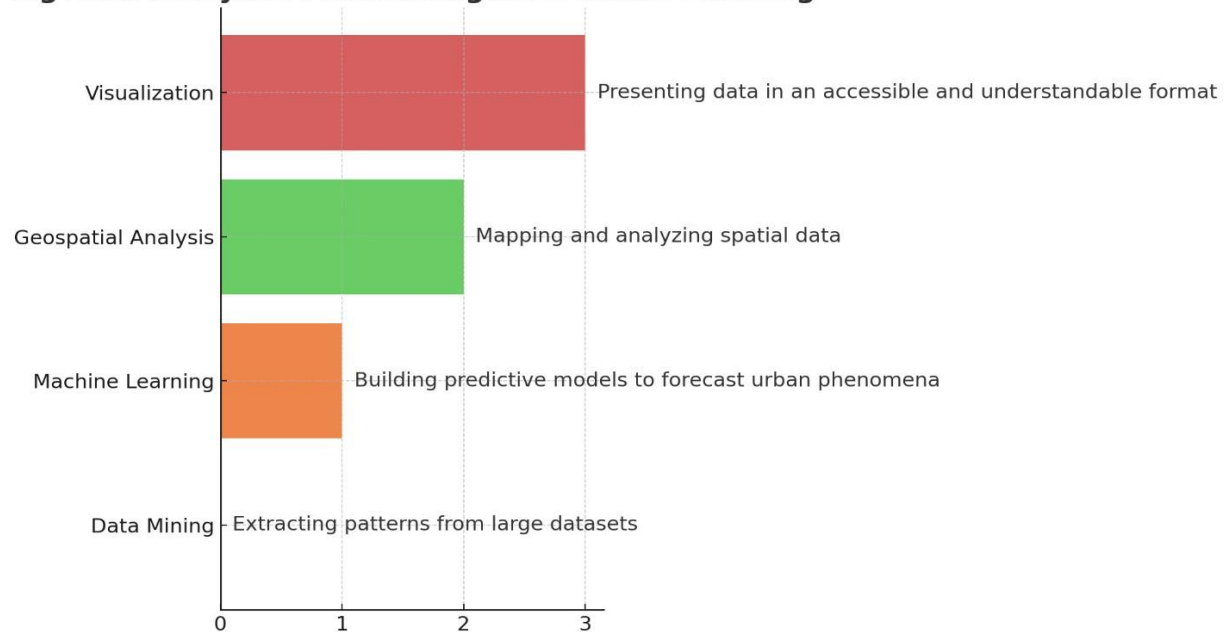 Visualization
Presenting data in an accessible and understandable format
Geospatial Analysis
Mapping and analyzing spatial data
Machine Learning
Building predictive models to forecast urban phenomena
Data Mining
Extracting patterns from large datasets
0 1 2 3